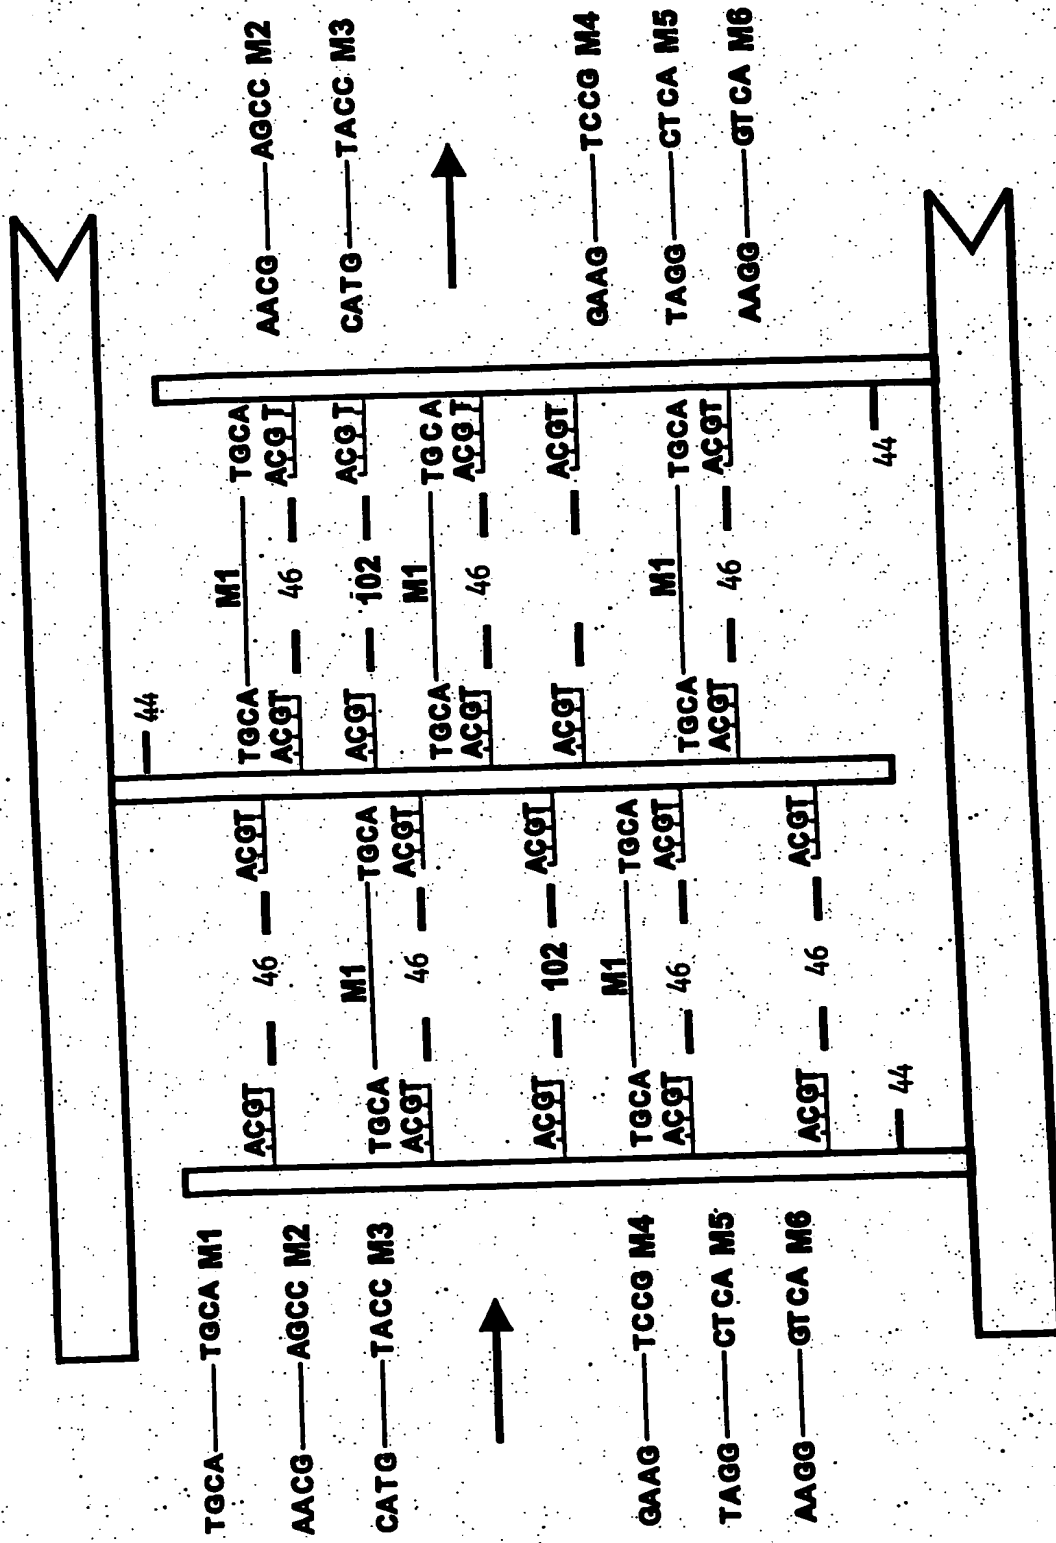 TGCA TGCA M1
AACG AGCC M2
CATG TACC M3
GAAG TCCG M4
TAGG CTCA M5
AAGG GTCA M6
ACGT 46 ACGT
M1
TGCA TGCA
ACGT 46 ACGT
ACGT 102 ACGT
M1
TGCA TGCA
ACGT 46 ACGT
ACGT 46 ACGT
44
44
M1
TGCA TGCA
ACGT 46 ACGT
ACGT 102 ACGT
M1
TGCA TGCA
ACGT 46 ACGT
ACGT ACGT
M1
TGCA TGCA
ACGT 46 ACGT
44
AACG AGCC M2
CATG TACC M3
GAAG TCCG M4
TAGG CTCA M5
AAGG GTCA M6